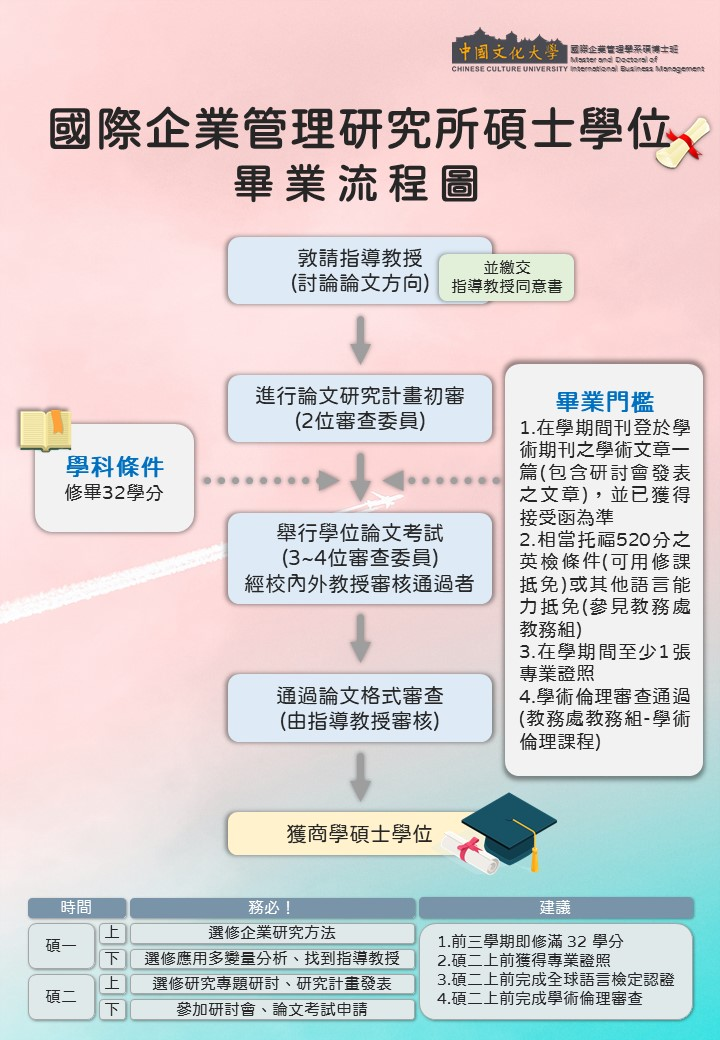 中國文化大學
CHINESE CULTURE UNIVERSITY
國際企業管理學系碩博士班
Master and Doctoral of
International Business Management
國際企業管理研究所碩士學位
畢業流程圖
敦請指導教授
(討論論文方向)
並繳交
指導教授同意書
進行論文研究計畫初審
(2位審查委員)
學科條件
修畢32學分
畢業門檻
1.在學期間刊登於學
術期刊之學術文章一
篇(包含研討會發表
之文章)，並已獲得
接受函為準
2.相當托福520分之
英檢條件(可用修課
抵免)或其他語言能
力抵免(參見教務處
教務組)
3.在學期間至少1張
專業證照
4.學術倫理審查通過
(教務處教務組-學術
倫理課程)
舉行學位論文考試
(3~4位審查委員)
經校內外教授審核通過者
通過論文格式審查
(由指導教授審核)
獲商學碩士學位
時間 務必！ 建議
碩一
上 選修企業研究方法
下 選修應用多變量分析、找到指導教授
碩二
上 選修研究專題研討、研究計畫發表
下 參加研討會、論文考試申請
1.前三學期即修滿 32 學分
2.碩二上前獲得專業證照
3.碩二上前完成全球語言檢定認證
4.碩二上前完成學術倫理審查